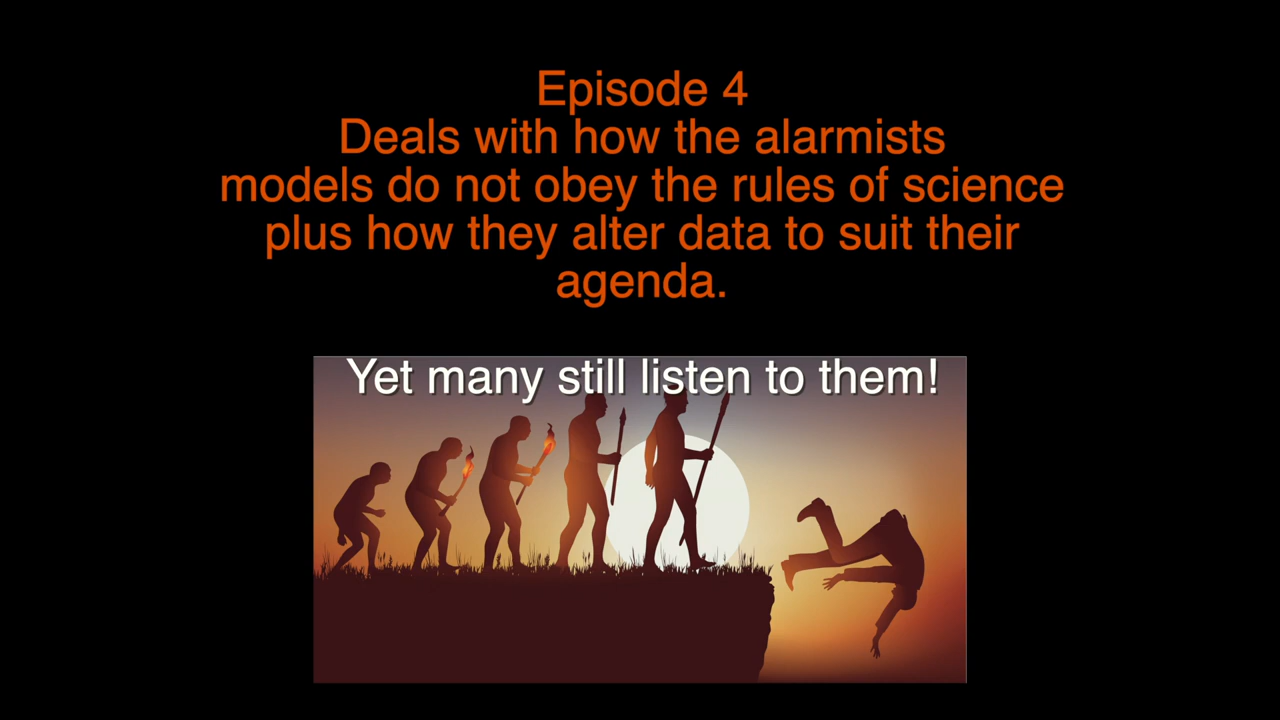 Episode 4
Deals with how the alarmists
models do not obey the rules of science
plus how they alter data to suit their
agenda.
Yet many still listen to them!